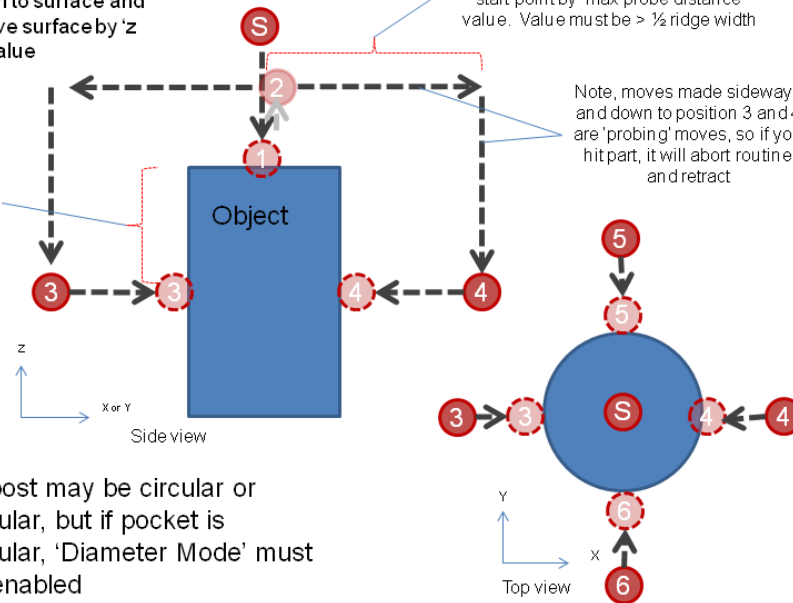 to surface and
ve surface by ‘z
alue
S
start point by ‘max probe distance’
value. Value must be > ½ ridge width
2
Note, moves made sideway
and down to position 3 and 4
are ‘probing’ moves, so if yo
hit part, it will abort routine
and retract
1
Object
3
3
4
4
5
5
z
X or Y
Side view
3
3
S
4
4
post may be circular or
ular, but if pocket is
ular, ‘Diameter Mode’ must
enabled
6
Y
X
Top view
6